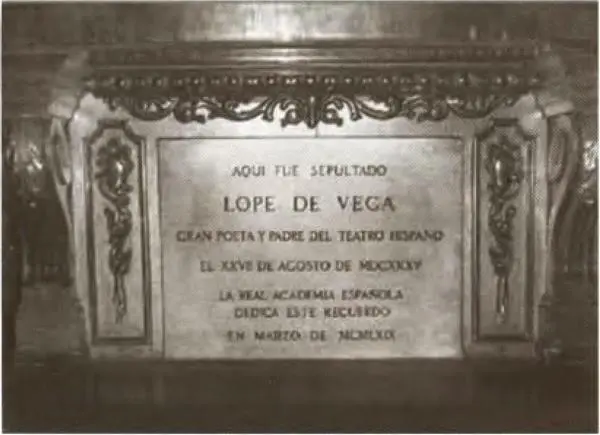 AQUI FUE SEPULTADO
LOPE DE VEGA
GRAN POETA Y PADRE DEL TEATRO HISPANO
EL XXVII DE AGOSTO DE MDCXXXV
LA REAL ACADEMIA ESPAÑOLA
DEDICA ESTE RECUERDO
EN MARZO DE MCMLXIX